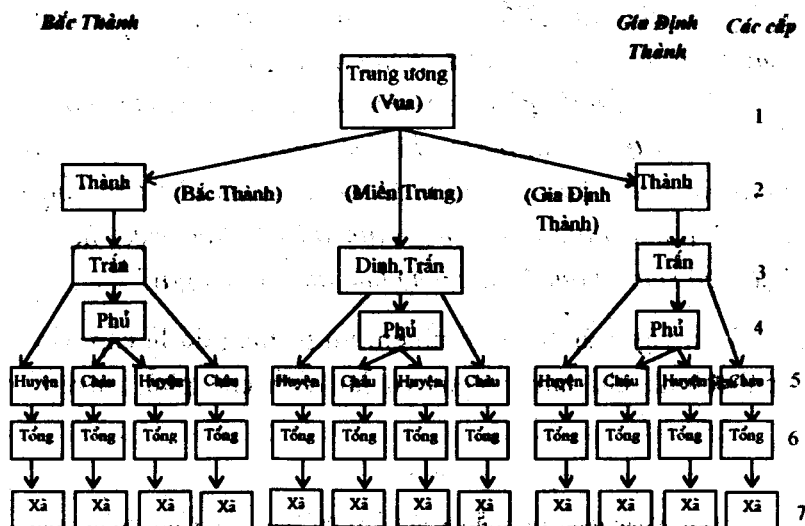 Bắc Thành
Gia Định
Thành
Các cấp
Trung ương
(Vua)
1
Thành
(Bắc Thành)
(Miền Trung)
(Gia Định
Thành)
Thành
2
Trấn
Dinh,Trấn
Trấn
3
Phủ
Phủ
Phủ
4
Huyện
Châu
Huyện
Châu
Huyện
Châu
Huyện
Châu
Huyện
Châu
Huyện
Châu
5
Tổng
Tổng
Tổng
Tổng
Tổng
Tổng
Tổng
Tổng
Tổng
Tổng
Tổng
Tổng
6
Xã
Xã
Xã
Xã
Xã
Xã
Xã
Xã
Xã
Xã
Xã
Xã
7